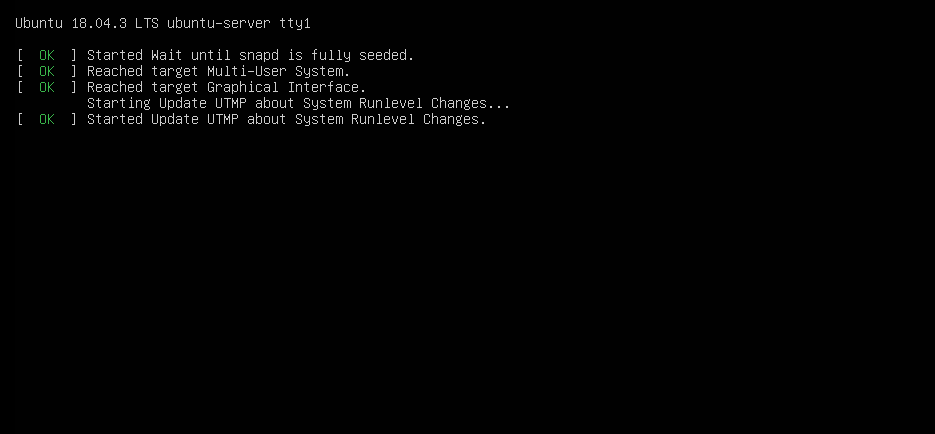 Ubuntu 18.04.3 LTS ubuntu-server tty1
[  OK  ] Started Wait until snapd is fully seeded.
[  OK  ] Reached target Multi-User System.
[  OK  ] Reached target Graphical Interface.
Starting Update UTMP about System Runlevel Changes...
[  OK  ] Started Update UTMP about System Runlevel Changes.